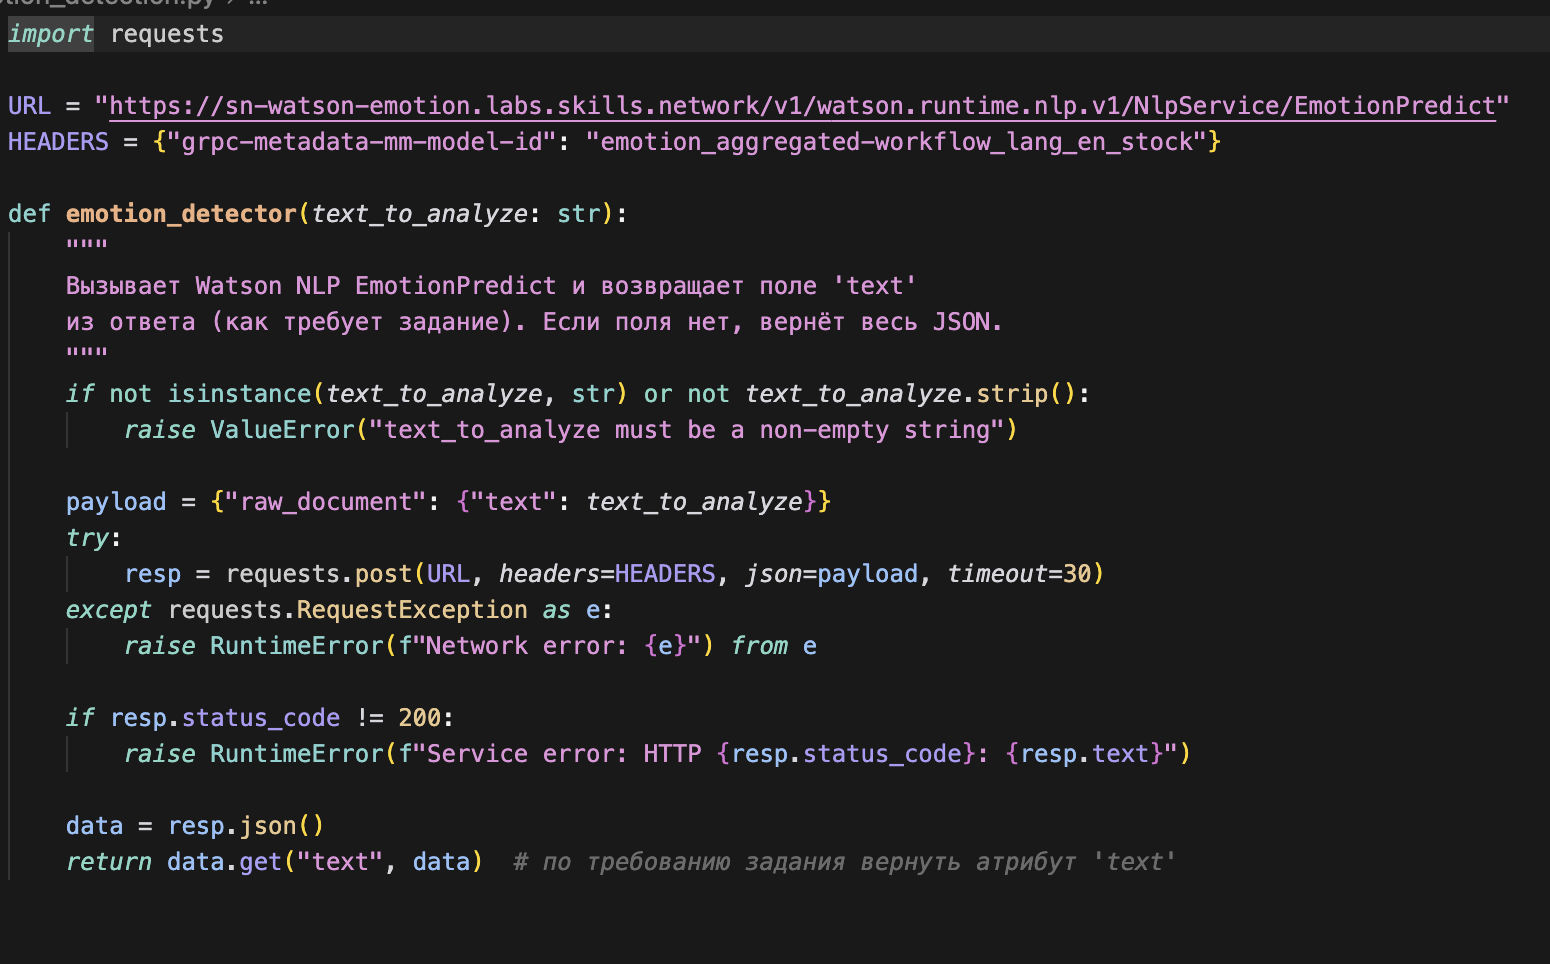 import requests
URL = "https://sn-watson-emotion.labs.skills.network/v1/watson.runtime.nlp.v1/NlpService/EmotionPredict"
HEADERS = {"grpc-metadata-mm-model-id": "emotion_aggregated-workflow_lang_en_stock"}
def emotion_detector(text_to_analyze: str):
"""
Вызывает Watson NLP EmotionPredict и возвращает поле 'text'
из ответа (как требует задание). Если поля нет, вернёт весь JSON.
"""
if not isinstance(text_to_analyze, str) or not text_to_analyze.strip():
raise ValueError("text_to_analyze must be a non-empty string")
payload = {"raw_document": {"text": text_to_analyze}}
try:
resp = requests.post(URL, headers=HEADERS, json=payload, timeout=30)
except requests.RequestException as e:
raise RuntimeError(f"Network error: {e}") from e
if resp.status_code != 200:
raise RuntimeError(f"Service error: HTTP {resp.status_code}: {resp.text}")
data = resp.json()
return data.get("text", data)  # по требованию задания вернуть атрибут 'text'